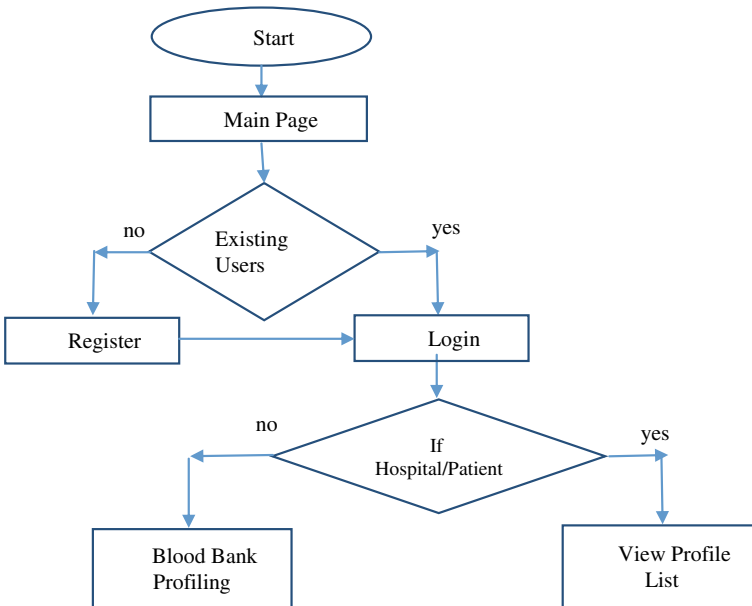 Start
Main Page
no
yes
Existing
Users
Register
Login
no
yes
If
Hospital/Patient
Blood Bank
Profiling
View Profile
List